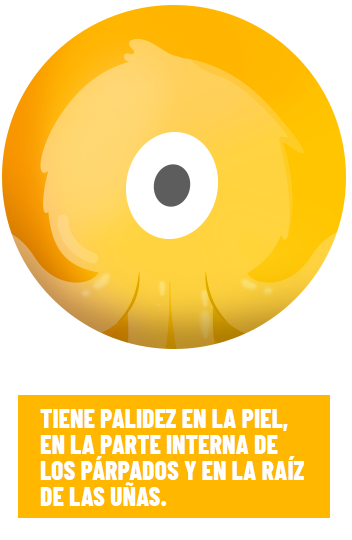 TIENE PALIDEZ EN LA PIEL,
EN LA PARTE INTERNA DE
LOS PÁRPADOS Y EN LA RAÍZ
DE LAS UÑAS.